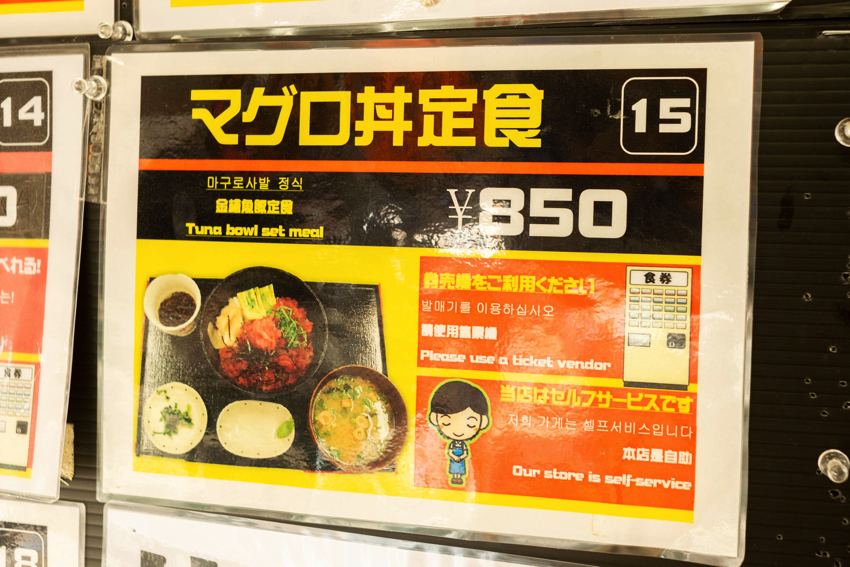 14
べれる!
マグロ丼定食
15
마구로사발 정식
金槍魚飯定食
Tuna bowl set meal
¥850
券売機をご利用ください
발매기를 이용하십시오
請使用售票機
Please use a ticket vendor
食券
当店はセルフサービスです
저희 가게는 셀프서비스입니다
本店是自助
Our store is self-service
18